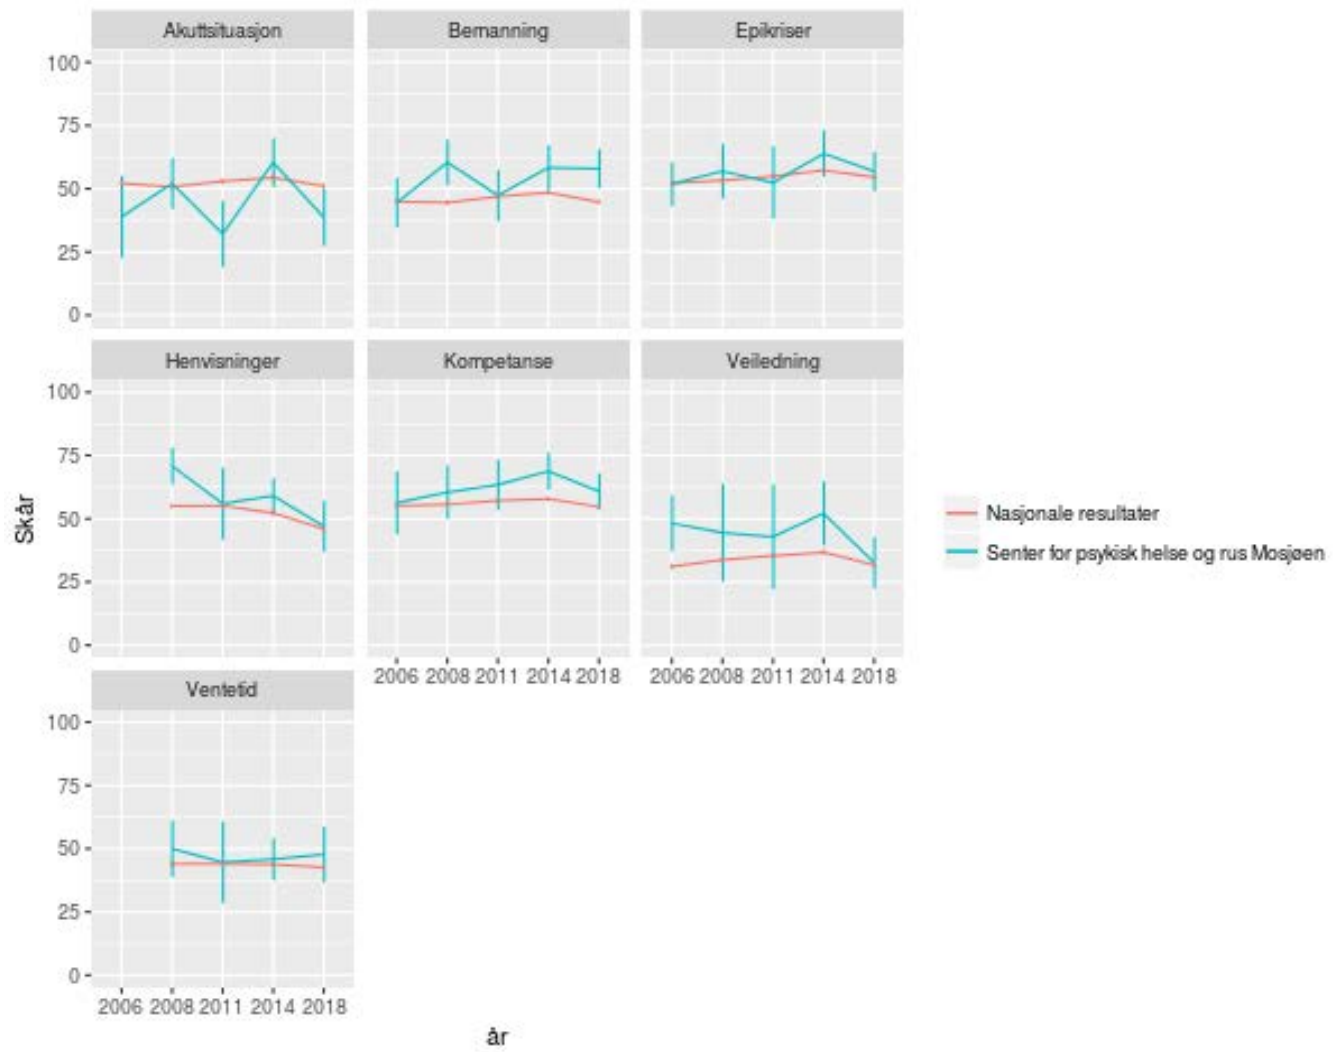 Akuttsituasjon Bemanning Epikriser
100
75
50
25
0
Henvisninger Kompetanse Veiledning
100
75
50
25
0
2006 2008 2011 2014 2018 2006 2008 2011 2014 2018
Ventetid
100
75
50
25
0
2006 2008 2011 2014 2018
Skår
år
Nasjonale resultater
Senter for psykisk helse og rus Mosjøen